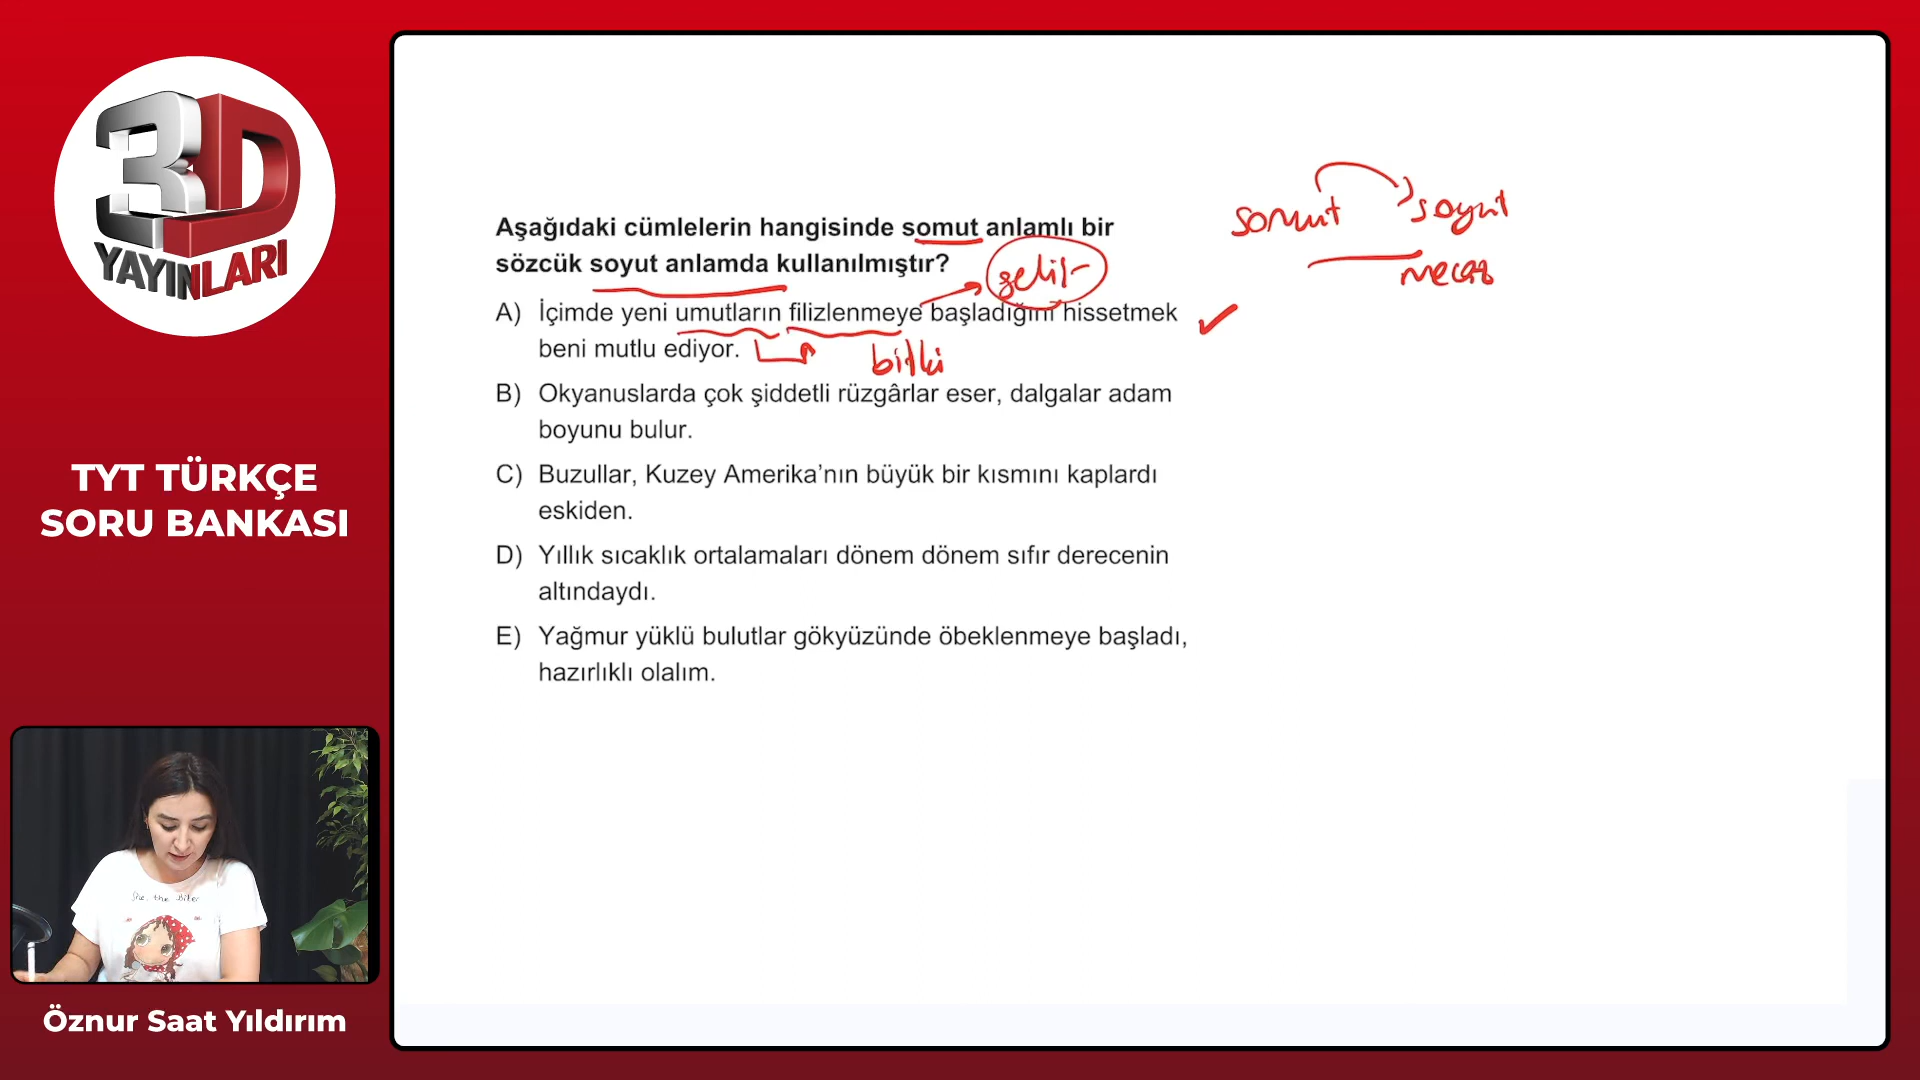 3D
YAYINLARI
TYT TÜRKÇE
SORU BANKASI
Öznur Saat Yıldırım
Aşağıdaki cümlelerin hangisinde somut anlamlı bir
sözcük soyut anlamda kullanılmıştır?
geliş-
A) İçimde yeni umutların filizlenmeye başladığını hissetmek
beni mutlu ediyor.
bitki
B) Okyanuslarda çok şiddetli rüzgârlar eser, dalgalar adam
boyunu bulur.
C) Buzullar, Kuzey Amerika’nın büyük bir kısmını kaplardı
eskiden.
D) Yıllık sıcaklık ortalamaları dönem dönem sıfır derecenin
altındaydı.
E) Yağmur yüklü bulutlar gökyüzünde öbeklenmeye başladı,
hazırlıklı olalım.
somut soyut
mecaz